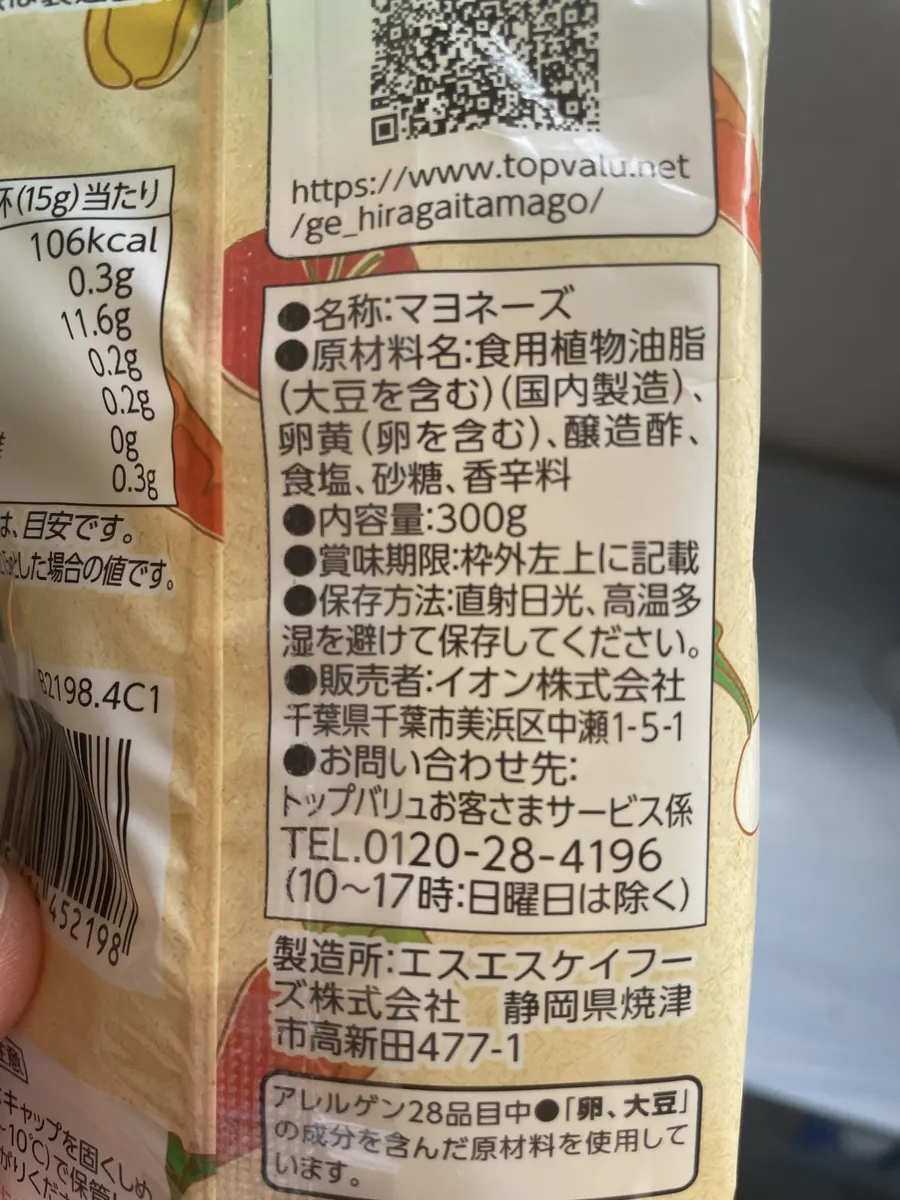 https://www.topvalu.net
/ge_hiragaitamago/
(15g)当たり
106kcal
0.3g
11.6g
0.2g
0.2g
0g
0.3g
は、目安です。
とした場合の値です。
●名称:マヨネーズ
●原材料名:食用植物油脂
(大豆を含む)(国内製造)、
卵黄(卵を含む)、醸造酢、
食塩、砂糖、香辛料
●内容量:300g
●賞味期限:枠外左上に記載
●保存方法:直射日光、高温多
湿を避けて保存してください。
●販売者:イオン株式会社
千葉県千葉市美浜区中瀬1-5-1
●お問い合わせ先:
トップバリュお客さまサービス係
TEL.0120-28-4196
(10〜17時:日曜日は除く)
製造所:エスエスケイフー
ズ株式会社 静岡県焼津
市高新田477-1
アレルゲン28品目中●「卵、大豆」
の成分を含んだ原材料を使用して
います。
82198.4C1
452198
キャップを固くしめ
~10℃)で保管し